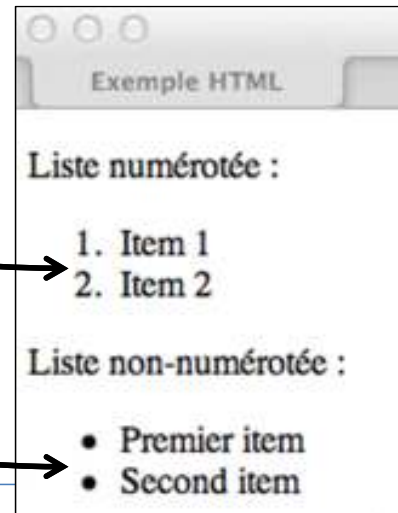 Exemple HTML
Liste numérotée :
1. Item 1
2. Item 2
Liste non-numérotée :
• Premier item
• Second item